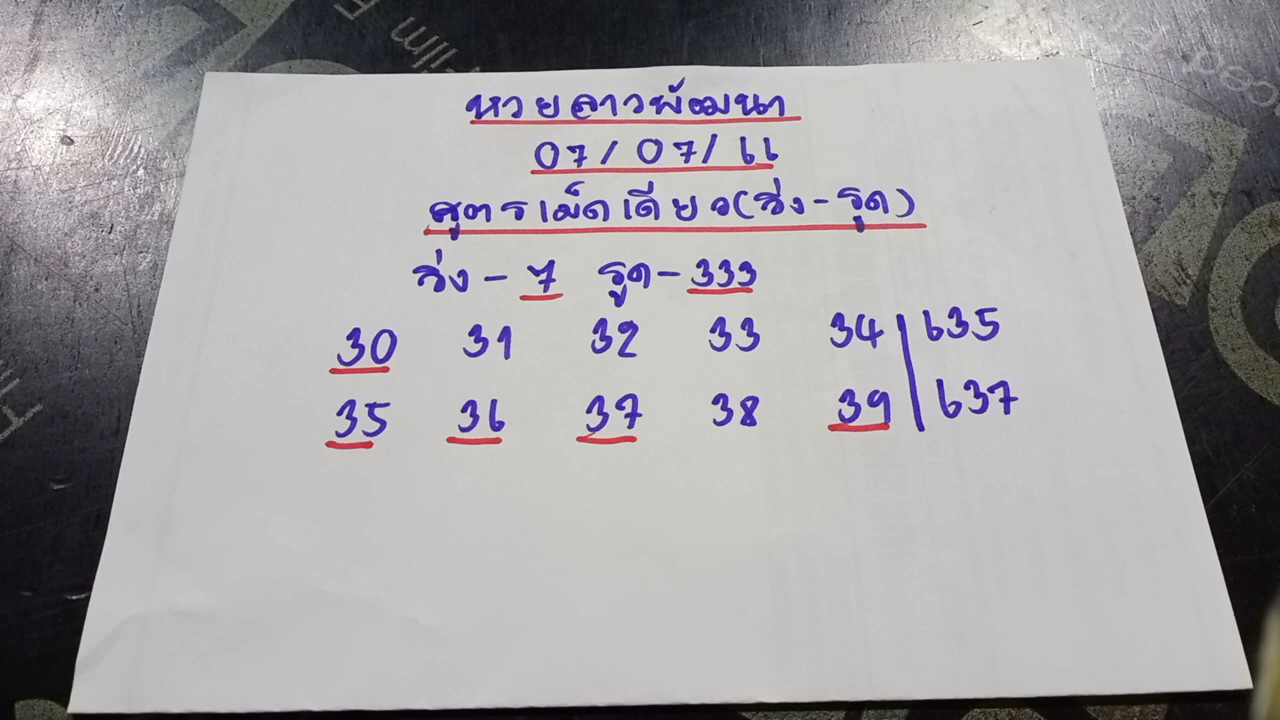 หวยลาวพัฒนา
07/07/66
สูตรเม็ดเดียว(วิ่ง-รูด)
วิ่ง-7 รูด-333
30 31 32 33 34 | 635
35 36 37 38 39 | 637